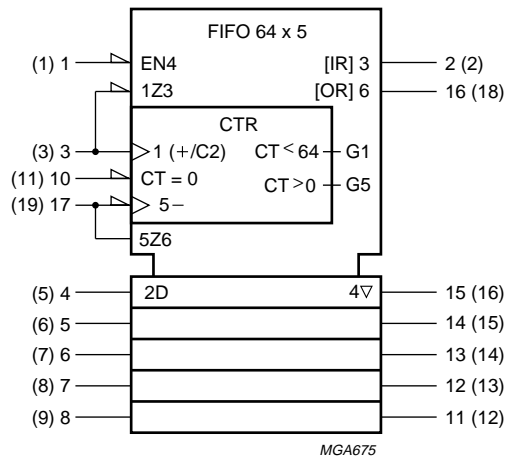 FIFO 64 x 5
(1) 1 EN4 [IR] 3 2 (2)
1Z3 [OR] 6 16 (18)
CTR
(3) 3 1 (+/C2) CT < 64 G1
(11) 10 CT = 0 CT > 0 G5
(19) 17 5−
5Z6
(5) 4 2D 4▽ 15 (16)
(6) 5 14 (15)
(7) 6 13 (14)
(8) 7 12 (13)
(9) 8 11 (12)
MGA675